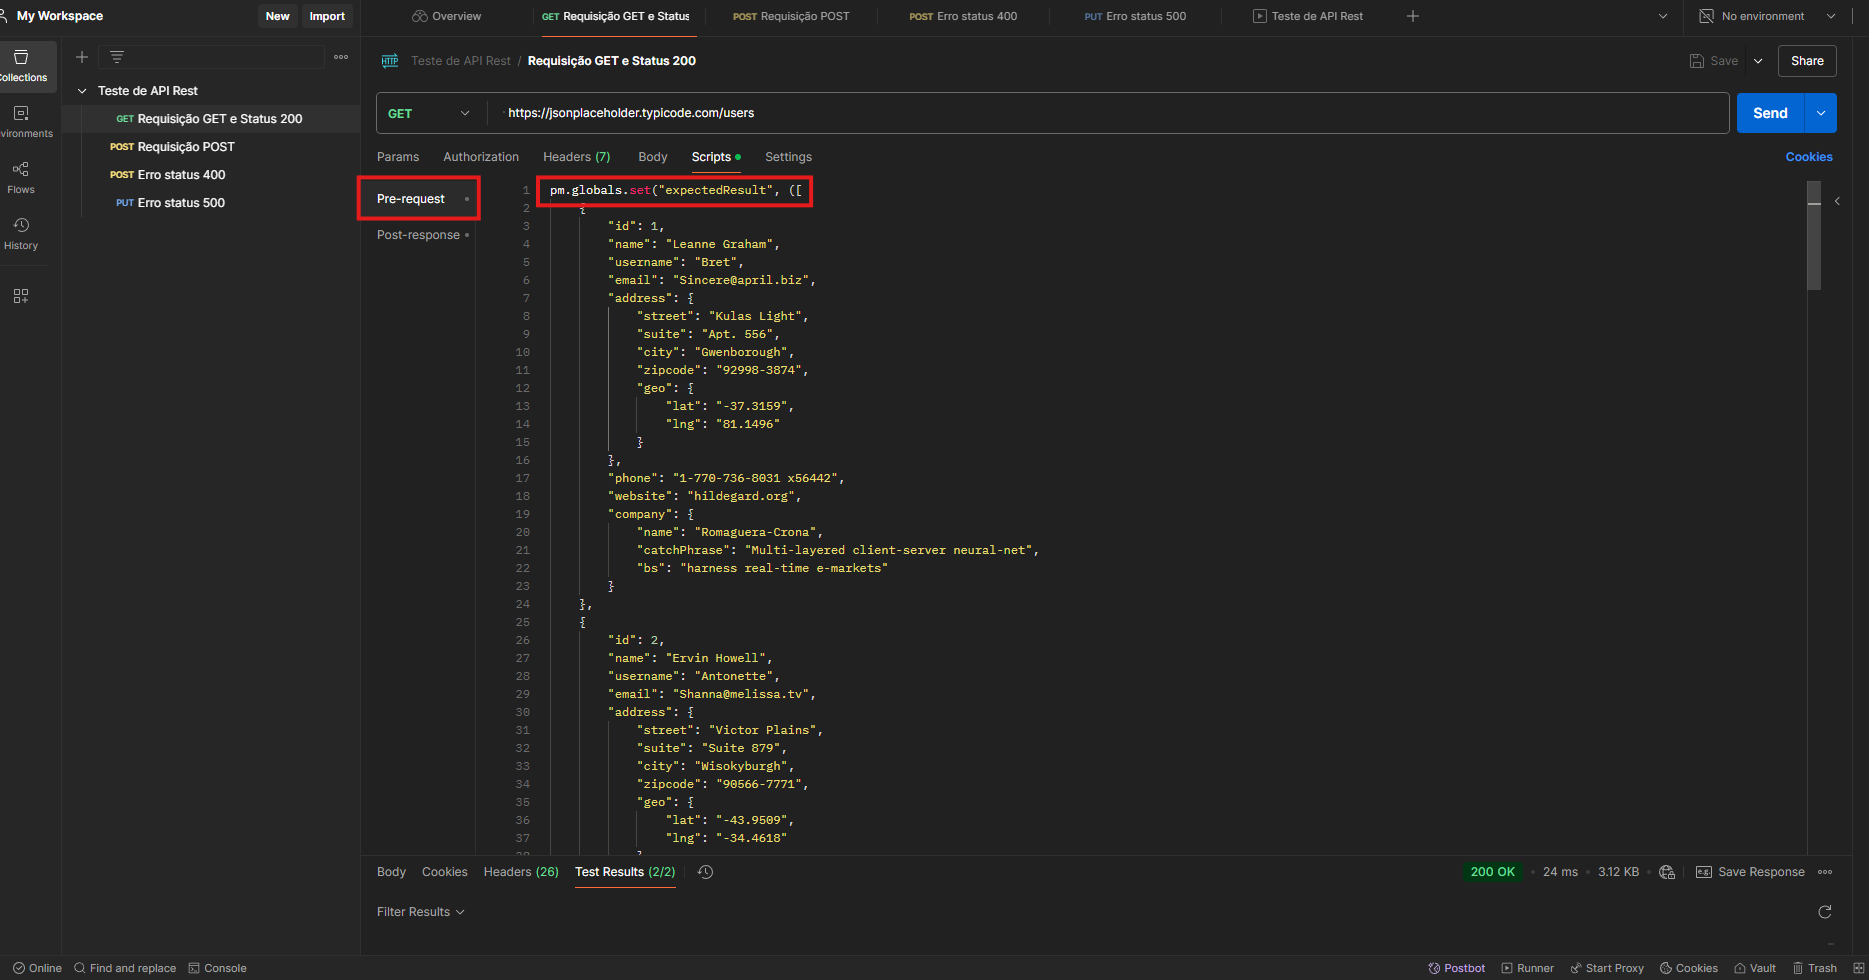 My Workspace
New
Import
Overview
GET Requisição GET e Status
POST Requisição POST
POST Erro status 400
PUT Erro status 500
Teste de API Rest
No environment
Collections
Teste de API Rest
GET Requisição GET e Status 200
POST Requisição POST
POST Erro status 400
PUT Erro status 500
Flows
History
HTTP
Teste de API Rest / Requisição GET e Status 200
Save
Share
GET
https://jsonplaceholder.typicode.com/users
Send
Params
Authorization
Headers (7)
Body
Scripts
Settings
Cookies
Pre-request
Post-response
1 pm.globals.set("expectedResult", ([
2 {
3 "id": 1,
4 "name": "Leanne Graham",
5 "username": "Bret",
6 "email": "Sincere@april.biz",
7 "address": {
8 "street": "Kulas Light",
9 "suite": "Apt. 556",
10 "city": "Gwenborough",
11 "zipcode": "92998-3874",
12 "geo": {
13 "lat": "-37.3159",
14 "lng": "81.1496"
15 }
16 },
17 "phone": "1-770-736-8031 x56442",
18 "website": "hildegard.org",
19 "company": {
20 "name": "Romaguera-Crona",
21 "catchPhrase": "Multi-layered client-server neural-net",
22 "bs": "harness real-time e-markets"
23 }
24 },
25 {
26 "id": 2,
27 "name": "Ervin Howell",
28 "username": "Antonette",
29 "email": "Shanna@melissa.tv",
30 "address": {
31 "street": "Victor Plains",
32 "suite": "Suite 879",
33 "city": "Wisokyburgh",
34 "zipcode": "90566-7771",
35 "geo": {
36 "lat": "-43.9509",
37 "lng": "-34.4618"
Body
Cookies
Headers (26)
Test Results (2/2)
200 OK
24 ms
3.12 KB
Save Response
Filter Results
Online
Find and replace
Console
Postbot
Runner
Start Proxy
Cookies
Vault
Trash